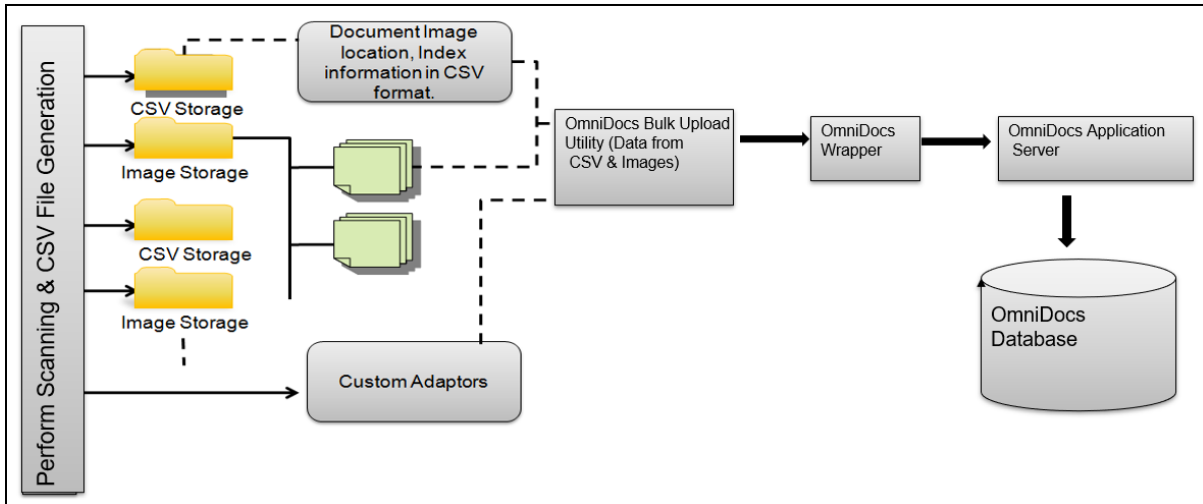 Perform Scanning & CSV File Generation
CSV Storage
Image Storage
CSV Storage
Image Storage
Document Image
location, Index
information in CSV
format.
Custom Adaptors
OmniDocs Bulk Upload
Utility (Data from
CSV & Images)
OmniDocs
Wrapper
OmniDocs Application
Server
OmniDocs
Database